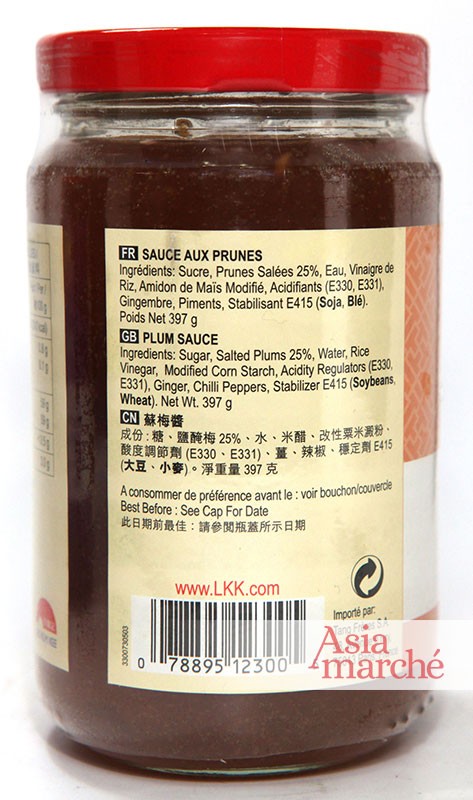 FR SAUCE AUX PRUNES
Ingrédients: Sucre, Prunes Salées 25%, Eau, Vinaigre de
Riz, Amidon de Maïs Modifié, Acidifiants (E330, E331),
Gingembre, Piments, Stabilisant E415 (Soja, Blé).
Poids Net 397 g
GB PLUM SAUCE
Ingredients: Sugar, Salted Plums 25%, Water, Rice
Vinegar, Modified Corn Starch, Acidity Regulators (E330,
E331), Ginger, Chilli Peppers, Stabilizer E415 (Soybeans,
Wheat). Net Wt. 397 g
CN 蘇梅醬
成份 : 糖、鹽醃梅 25%、水、米醋、改性粟米澱粉、
酸度調節劑 (E330、E331)、薑、辣椒、穩定劑 E415
(大豆、小麥)。淨重量 397 克
A consommer de préférence avant le : voir bouchon/couvercle
Best Before : See Cap For Date
此日期前最佳 : 請參閱瓶蓋所示日期
www.LKK.com
3300730503
0 78895 12300
Importé par:
Tang Frères S.A.
Asia
marché